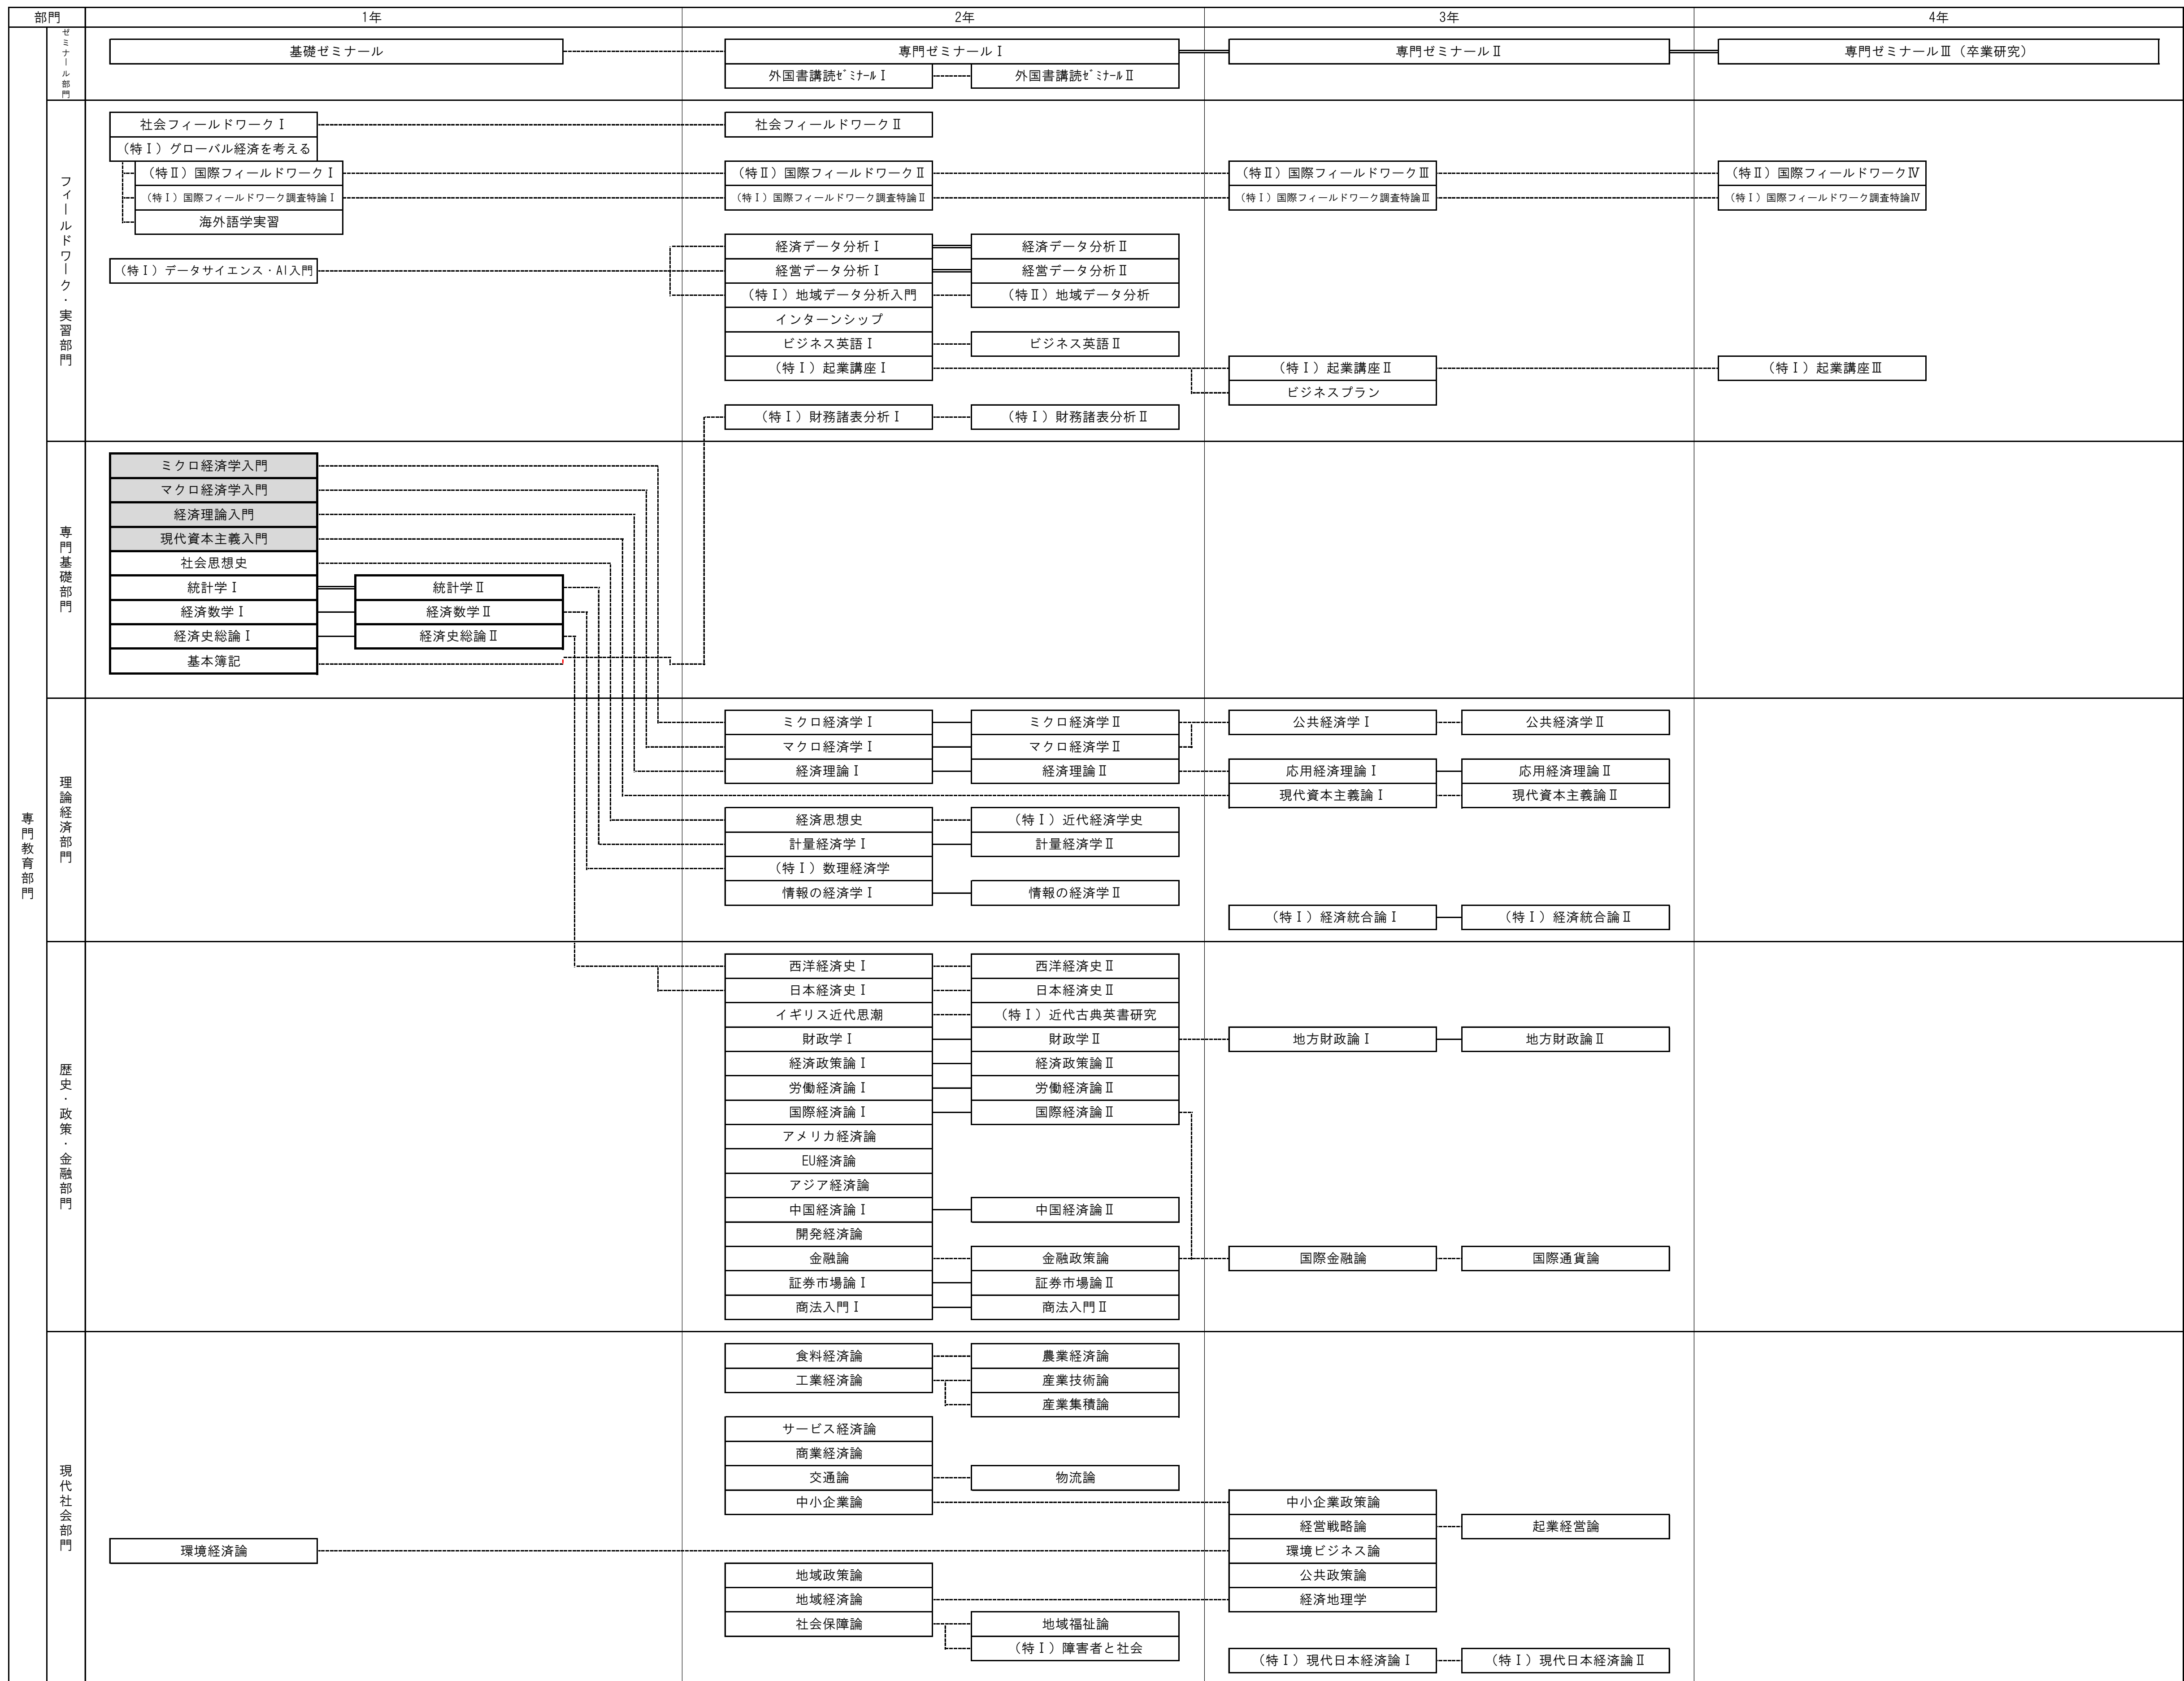 部門 1年 2年 3年 4年
専門教育部門
ゼミナール部門
基礎ゼミナール 専門ゼミナールⅠ 専門ゼミナールⅡ 専門ゼミナールⅢ（卒業研究）
外国書講読ｾﾞﾐﾅｰﾙⅠ 外国書講読ｾﾞﾐﾅｰﾙⅡ
フィールドワーク・実習部門
社会フィールドワークⅠ 社会フィールドワークⅡ
（特Ⅰ）グローバル経済を考える
（特Ⅱ）国際フィールドワークⅠ （特Ⅱ）国際フィールドワークⅡ （特Ⅱ）国際フィールドワークⅢ （特Ⅱ）国際フィールドワークⅣ
（特Ⅰ）国際フィールドワーク調査特論Ⅰ （特Ⅰ）国際フィールドワーク調査特論Ⅱ （特Ⅰ）国際フィールドワーク調査特論Ⅲ （特Ⅰ）国際フィールドワーク調査特論Ⅳ
海外語学実習
経済データ分析Ⅰ 経済データ分析Ⅱ
（特Ⅰ）データサイエンス・AI入門 経営データ分析Ⅰ 経営データ分析Ⅱ
（特Ⅰ）地域データ分析入門 （特Ⅱ）地域データ分析
インターンシップ
ビジネス英語Ⅰ ビジネス英語Ⅱ
（特Ⅰ）起業講座Ⅰ （特Ⅰ）起業講座Ⅱ （特Ⅰ）起業講座Ⅲ
ビジネスプラン
（特Ⅰ）財務諸表分析Ⅰ （特Ⅰ）財務諸表分析Ⅱ
専門基礎部門
ミクロ経済学入門
マクロ経済学入門
経済理論入門
現代資本主義入門
社会思想史
統計学Ⅰ 統計学Ⅱ
経済数学Ⅰ 経済数学Ⅱ
経済史総論Ⅰ 経済史総論Ⅱ
基本簿記
理論経済部門
ミクロ経済学Ⅰ ミクロ経済学Ⅱ 公共経済学Ⅰ 公共経済学Ⅱ
マクロ経済学Ⅰ マクロ経済学Ⅱ
経済理論Ⅰ 経済理論Ⅱ 応用経済理論Ⅰ 応用経済理論Ⅱ
現代資本主義論Ⅰ 現代資本主義論Ⅱ
経済思想史 （特Ⅰ）近代経済学史
計量経済学Ⅰ 計量経済学Ⅱ
（特Ⅰ）数理経済学
情報の経済学Ⅰ 情報の経済学Ⅱ
（特Ⅰ）経済統合論Ⅰ （特Ⅰ）経済統合論Ⅱ
歴史・政策・金融部門
西洋経済史Ⅰ 西洋経済史Ⅱ
日本経済史Ⅰ 日本経済史Ⅱ
イギリス近代思潮 （特Ⅰ）近代古典英書研究
財政学Ⅰ 財政学Ⅱ 地方財政論Ⅰ 地方財政論Ⅱ
経済政策論Ⅰ 経済政策論Ⅱ
労働経済論Ⅰ 労働経済論Ⅱ
国際経済論Ⅰ 国際経済論Ⅱ
アメリカ経済論
EU経済論
アジア経済論
中国経済論Ⅰ 中国経済論Ⅱ
開発経済論
金融論 金融政策論 国際金融論 国際通貨論
証券市場論Ⅰ 証券市場論Ⅱ
商法入門Ⅰ 商法入門Ⅱ
現代社会部門
食料経済論 農業経済論
工業経済論 産業技術論
産業集積論
サービス経済論
商業経済論
交通論 物流論
中小企業論 中小企業政策論
経営戦略論 起業経営論
環境経済論 環境ビジネス論
地域政策論 公共政策論
地域経済論 経済地理学
社会保障論 地域福祉論
（特Ⅰ）障害者と社会
（特Ⅰ）現代日本経済論Ⅰ （特Ⅰ）現代日本経済論Ⅱ